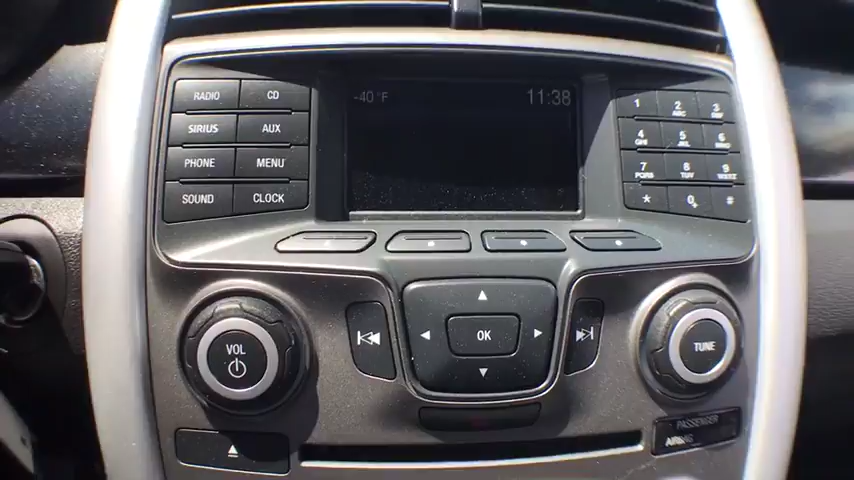 -40°F 11:38
RADIO CD
SIRIUS AUX
PHONE MENU
SOUND CLOCK
1 2 ABC 3 DEF
4 GHI 5 JKL 6 MNO
7 PQRS 8 TUV 9 WXYZ
* 0 #
VOL
OK
TUNE
PASSENGER
AIRBAG